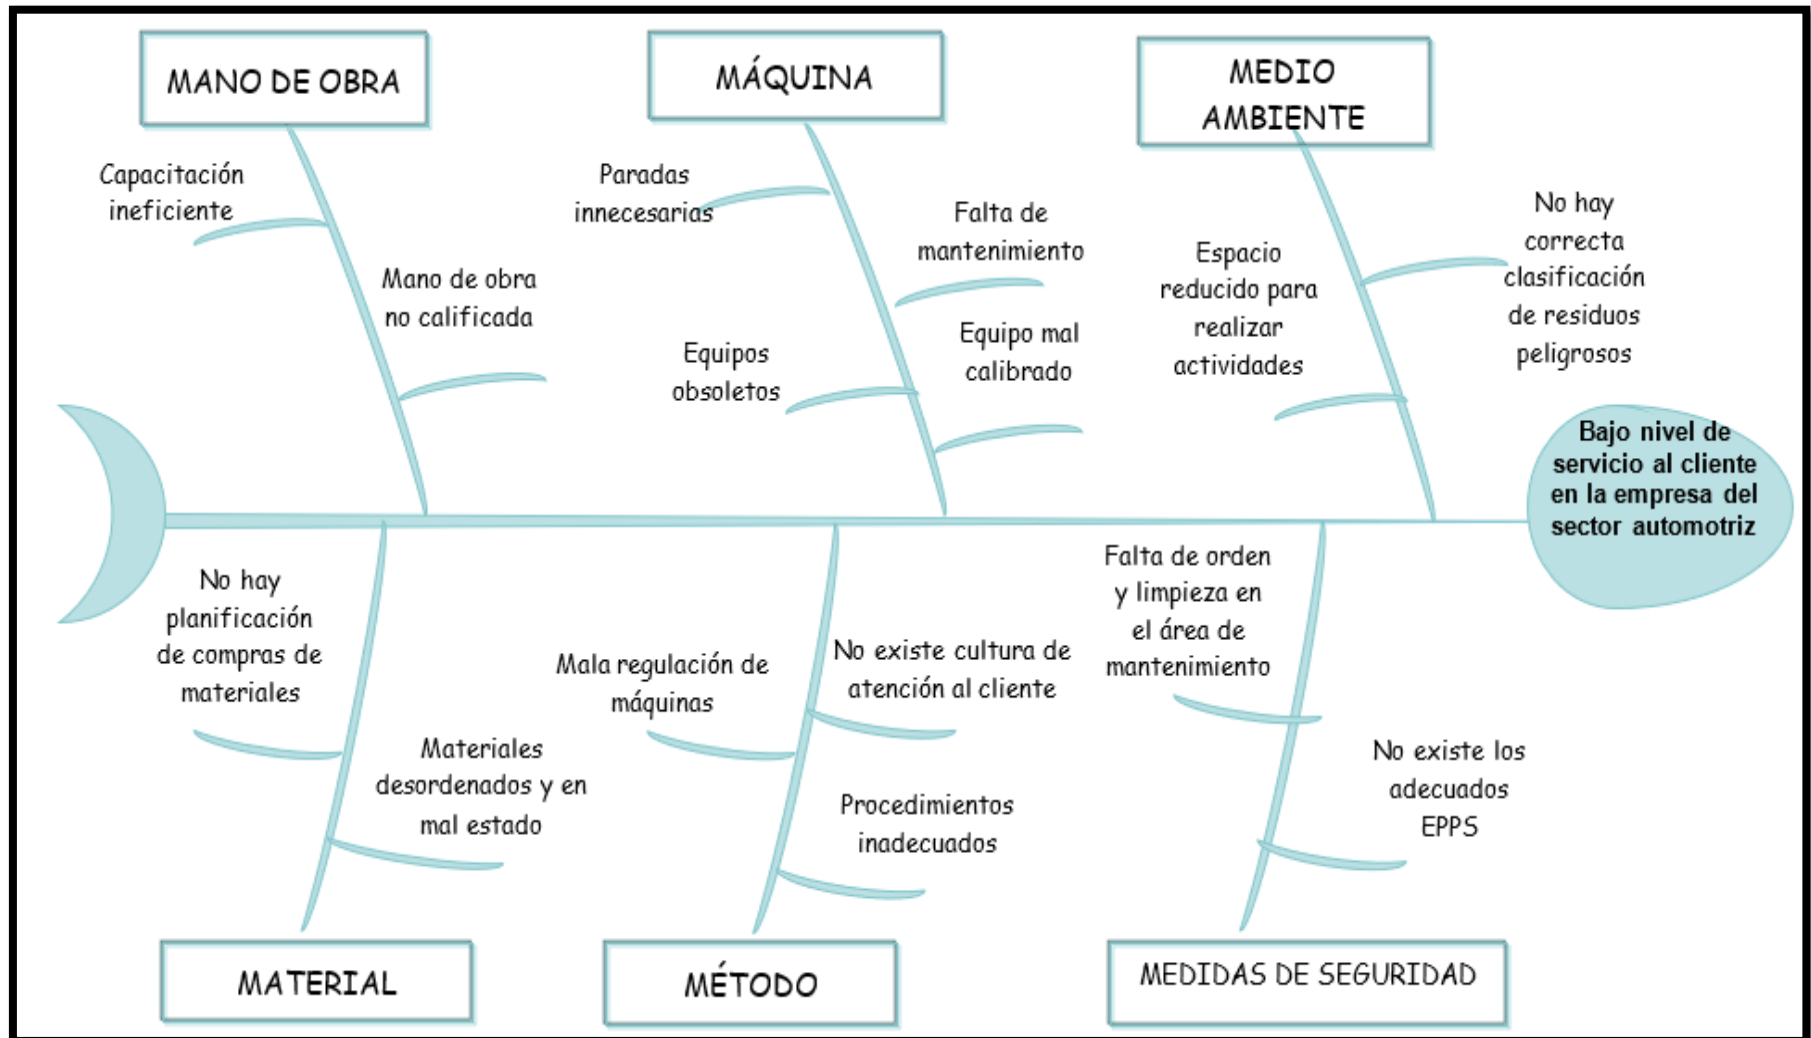 MANO DE OBRA
MÁQUINA
MEDIO
AMBIENTE
Capacitación
ineficiente
Mano de obra
no calificada
Paradas
innecesarias
Falta de
mantenimiento
Equipos
obsoletos
Equipo mal
calibrado
Espacio
reducido para
realizar
actividades
No hay
correcta
clasificación
de residuos
peligrosos
Bajo nivel de
servicio al cliente
en la empresa del
sector automotriz
No hay
planificación
de compras de
materiales
Materiales
desordenados y en
mal estado
Mala regulación de
máquinas
No existe cultura de
atención al cliente
Procedimientos
inadecuados
Falta de orden
y limpieza en
el área de
mantenimiento
No existe los
adecuados
EPPS
MATERIAL
MÉTODO
MEDIDAS DE SEGURIDAD